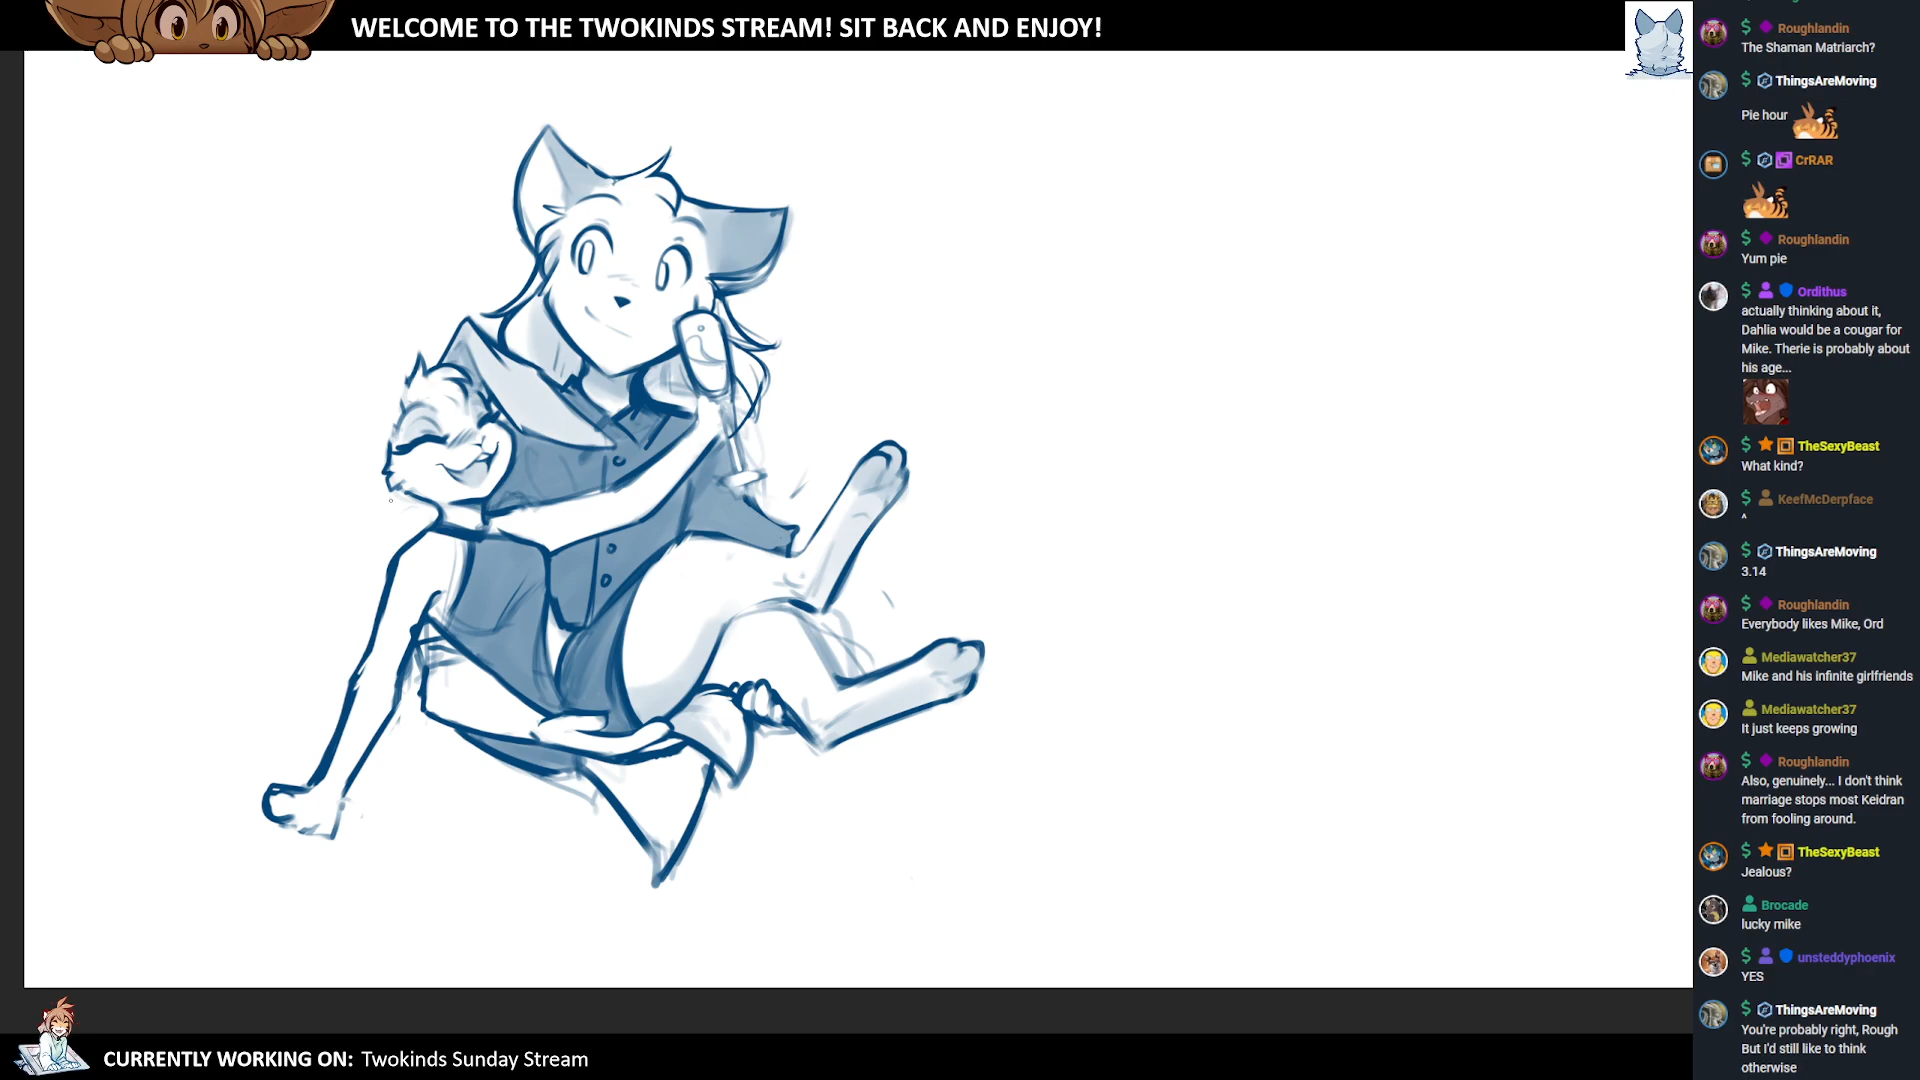 WELCOME TO THE TWOKINDS STREAM! SIT BACK AND ENJOY!
Roughlandin
The Shaman Matriarch?
ThingsAreMoving
Pie hour
CrRAR
Roughlandin
Yum pie
Ordithus
actually thinking about it,
Dahlia would be a cougar for
Mike. Therie is probably about
his age...
TheSexyBeast
What kind?
KeefMcDerpface
^
ThingsAreMoving
3.14
Roughlandin
Everybody likes Mike, Ord
Mediawatcher37
Mike and his infinite girlfriends
Mediawatcher37
It just keeps growing
Roughlandin
Also, genuinely... I don't think
marriage stops most Keidran
from fooling around.
TheSexyBeast
Jealous?
Brocade
lucky mike
unsteddyphoenix
YES
ThingsAreMoving
You're probably right, Rough
But I'd still like to think
otherwise
CURRENTLY WORKING ON: Twokinds Sunday Stream